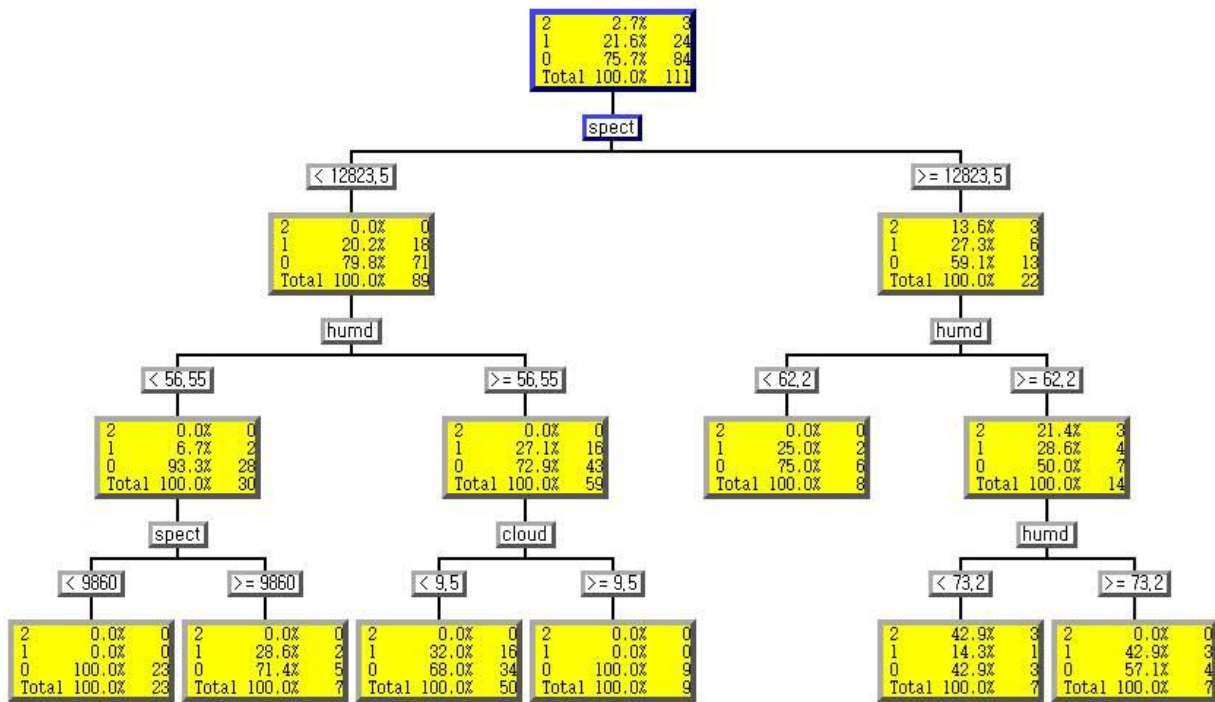 2 2.7% 3
1 21.6% 24
0 75.7% 84
Total 100.0% 111
spect
< 12823,5
>= 12823,5
2 0.0% 0
1 20.2% 18
0 79.8% 71
Total 100.0% 89
2 13.6% 3
1 27.3% 6
0 59.1% 13
Total 100.0% 22
humd
humd
< 56,55
>= 56,55
< 62,2
>= 62,2
2 0.0% 0
1 6.7% 2
0 93.3% 28
Total 100.0% 30
2 0.0% 0
1 27.1% 16
0 72.9% 43
Total 100.0% 59
2 0.0% 0
1 25.0% 2
0 75.0% 6
Total 100.0% 8
2 21.4% 3
1 28.6% 4
0 50.0% 7
Total 100.0% 14
spect
cloud
humd
< 9860
>= 9860
< 9,5
>= 9,5
< 73,2
>= 73,2
2 0.0% 0
1 0.0% 0
0 100.0% 23
Total 100.0% 23
2 0.0% 0
1 28.6% 2
0 71.4% 5
Total 100.0% 7
2 0.0% 0
1 32.0% 16
0 68.0% 34
Total 100.0% 50
2 0.0% 0
1 0.0% 0
0 100.0% 9
Total 100.0% 9
2 42.9% 3
1 14.3% 1
0 42.9% 3
Total 100.0% 7
2 0.0% 0
1 42.9% 3
0 57.1% 4
Total 100.0% 7